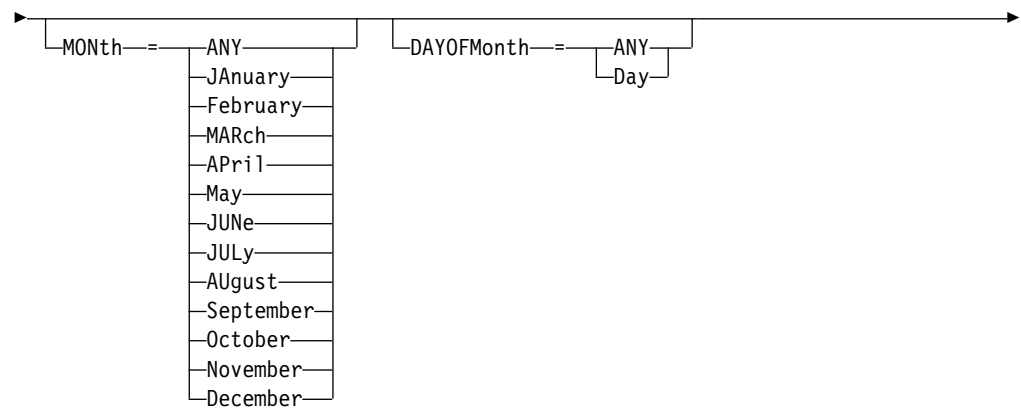 MONth = ANY DAYOFMonth = ANY
JAnuary Day
February
MARch
APril
May
JUNe
JULy
AUgust
September
October
November
December